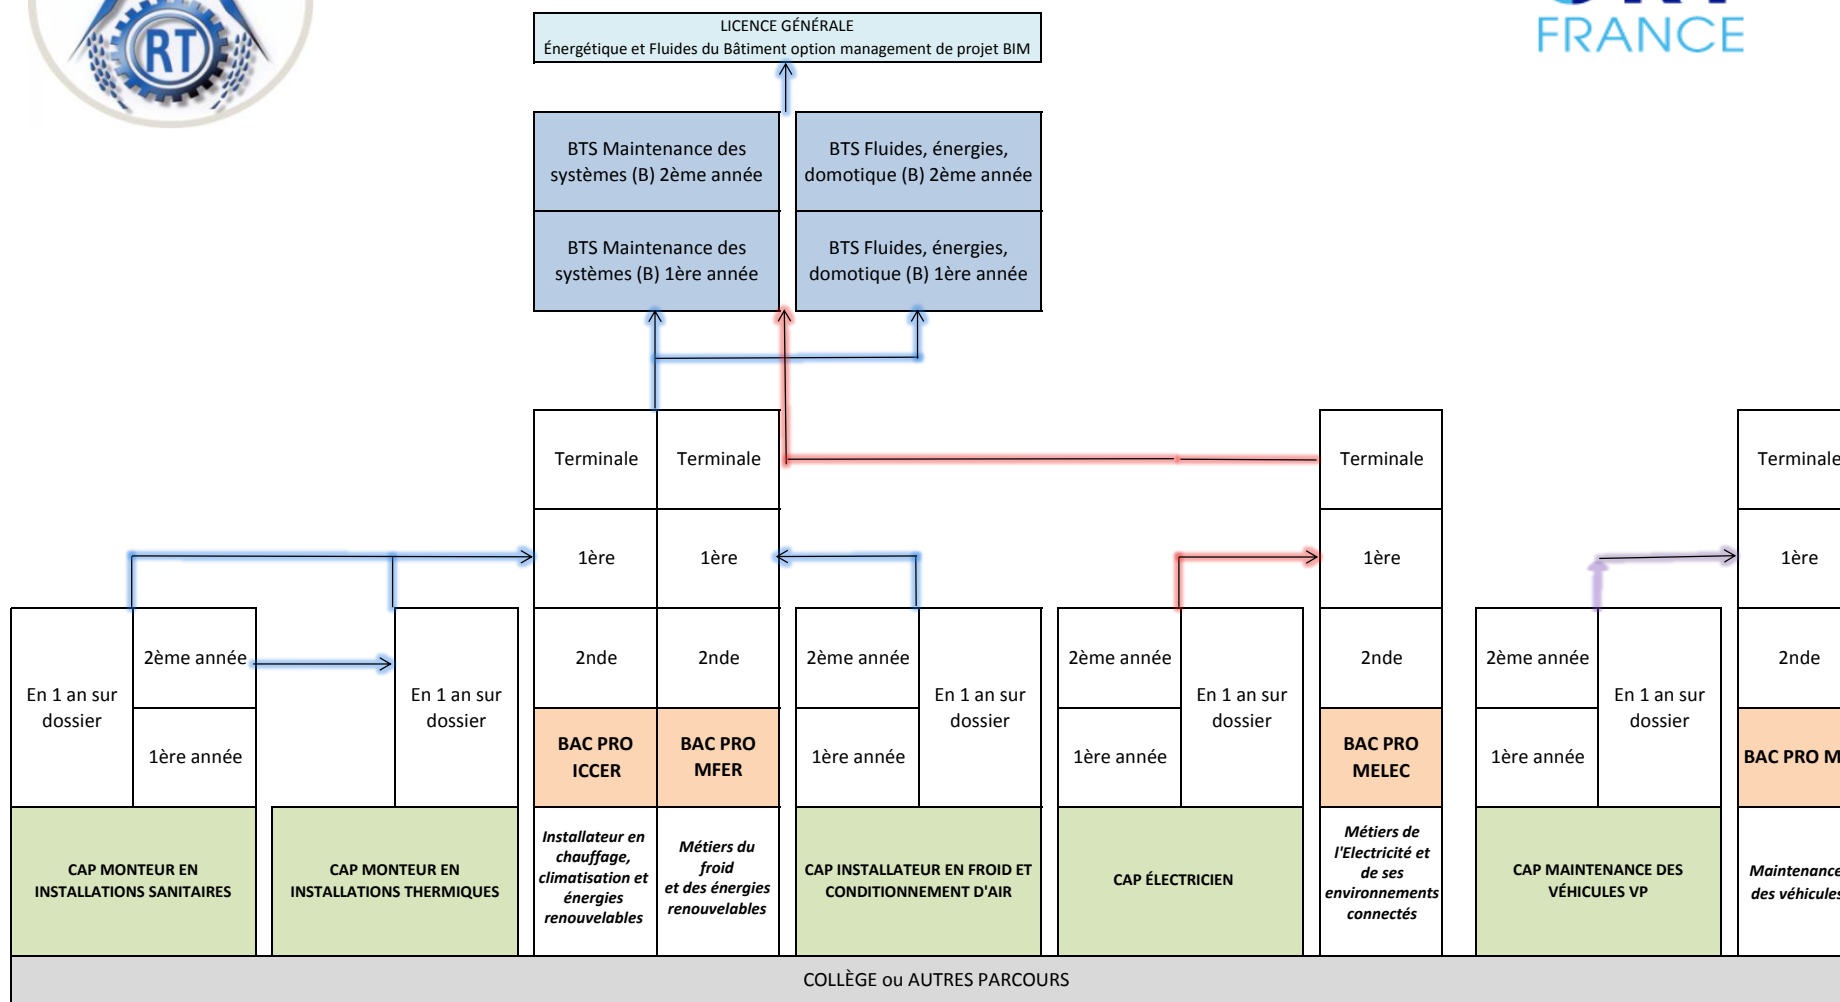 RT
FRANCE
LICENCE GÉNÉRALE
Énergétique et Fluides du Bâtiment option management de projet BIM
BTS Maintenance des
systèmes (B) 2ème année
BTS Fluides, énergies,
domotique (B) 2ème année
BTS Maintenance des
systèmes (B) 1ère année
BTS Fluides, énergies,
domotique (B) 1ère année
Terminale
Terminale
Terminale
Terminale
1ère
1ère
1ère
1ère
En 1 an sur
dossier
2ème année
1ère année
En 1 an sur
dossier
2nde
2nde
2ème année
1ère année
En 1 an sur
dossier
2ème année
1ère année
En 1 an sur
dossier
2nde
2ème année
1ère année
En 1 an sur
dossier
2nde
BAC PRO
ICCER
BAC PRO
MFER
BAC PRO
MELEC
BAC PRO M
CAP MONTEUR EN
INSTALLATIONS SANITAIRES
CAP MONTEUR EN
INSTALLATIONS THERMIQUES
Installateur en
chauffage,
climatisation et
énergies
renouvelables
Métiers du
froid
et des énergies
renouvelables
CAP INSTALLATEUR EN FROID ET
CONDITIONNEMENT D'AIR
CAP ÉLECTRICIEN
Métiers de
l'Electricité et
de ses
environnements
connectés
CAP MAINTENANCE DES
VÉHICULES VP
Maintenance
des véhicules
COLLÈGE ou AUTRES PARCOURS